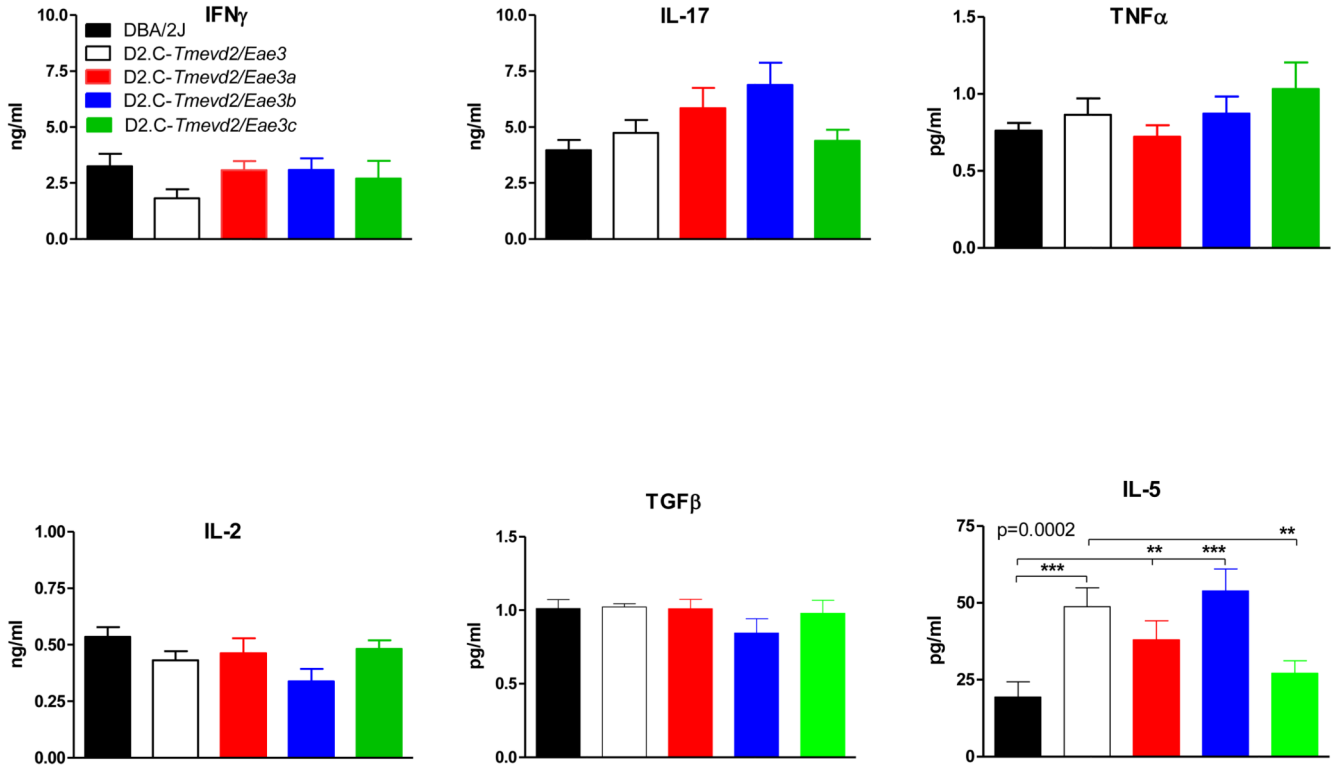 IFNγ
10.0
7.5
5.0
2.5
0.0
ng/ml
DBA/2J
D2.C-Tmevd2/Eae3
D2.C-Tmevd2/Eae3a
D2.C-Tmevd2/Eae3b
D2.C-Tmevd2/Eae3c
IL-17
10.0
7.5
5.0
2.5
0.0
ng/ml
TNFα
1.5
1.0
0.5
0.0
pg/ml
IL-2
1.00
0.75
0.50
0.25
0.00
ng/ml
TGFβ
1.5
1.0
0.5
0.0
pg/ml
IL-5
75
50
25
0
pg/ml
p=0.0002
**
** ***
***